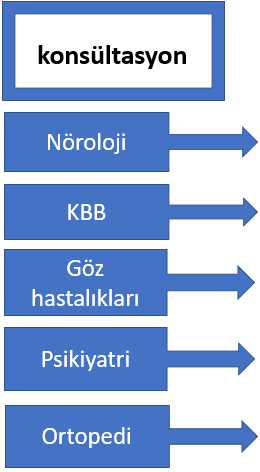 konsültasyon
Nöroloji
KBB
Göz
hastalıkları
Psikiyatri
Ortopedi